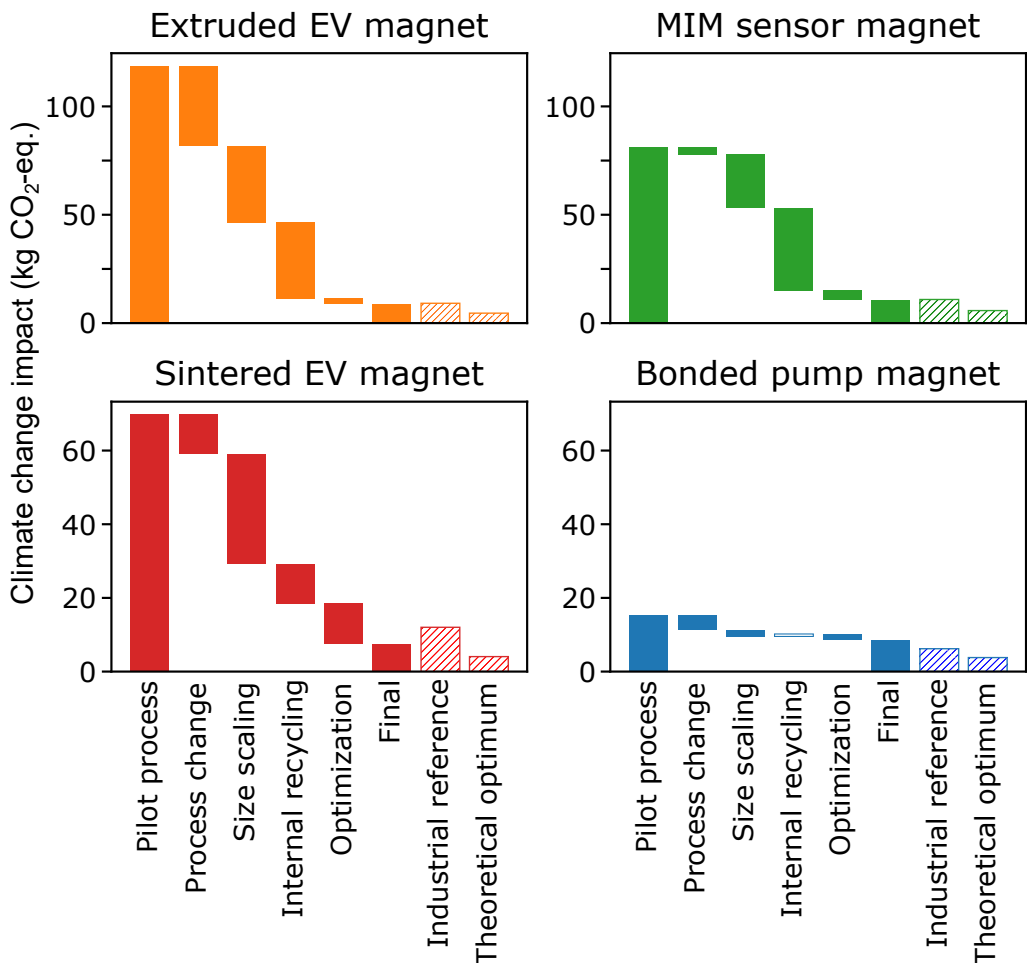 Extruded EV magnet
MIM sensor magnet
Climate change impact (kg CO₂-eq.)
100
50
0
100
50
0
Sintered EV magnet
Bonded pump magnet
60
40
20
0
60
40
20
0
Pilot process
Process change
Size scaling
Internal recycling
Optimization
Final
Industrial reference
Theoretical optimum
Pilot process
Process change
Size scaling
Internal recycling
Optimization
Final
Industrial reference
Theoretical optimum